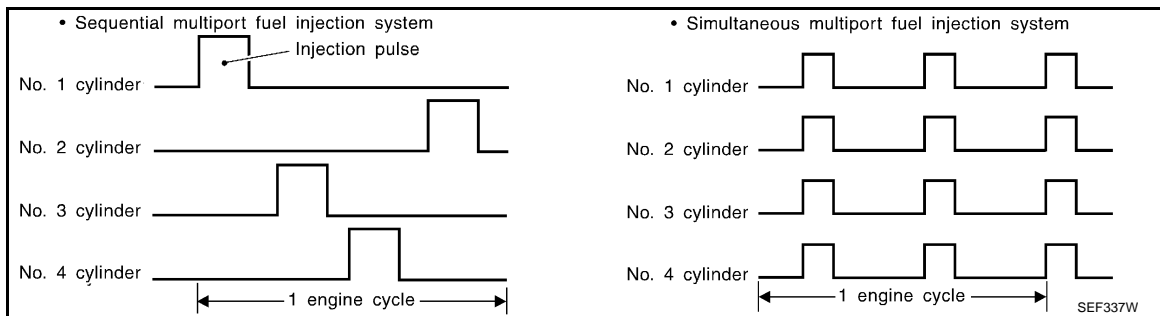 • Sequential multiport fuel injection system
Injection pulse
No. 1 cylinder
No. 2 cylinder
No. 3 cylinder
No. 4 cylinder
1 engine cycle
• Simultaneous multiport fuel injection system
No. 1 cylinder
No. 2 cylinder
No. 3 cylinder
No. 4 cylinder
1 engine cycle
SEF337W